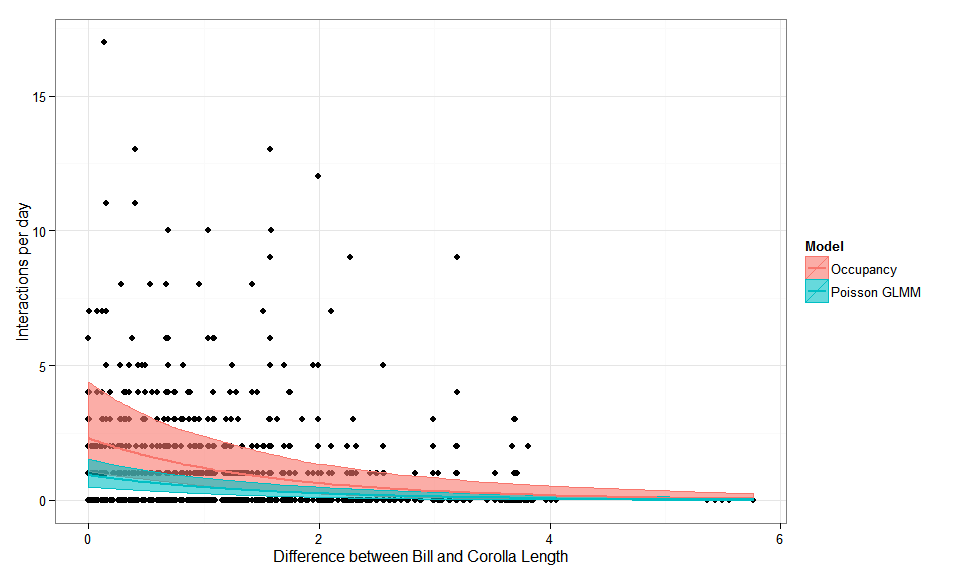 Interactions per day
15
10
5
0
0 2 4 6
Difference between Bill and Corolla Length
Model
Occupancy
Poisson GLMM